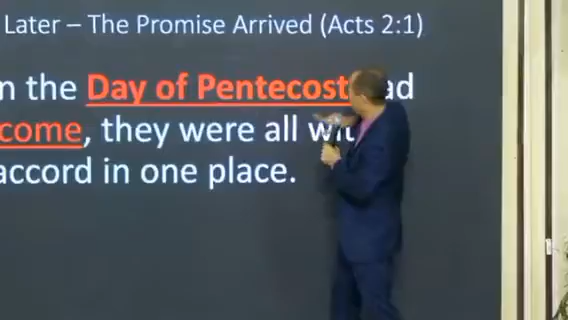 Later – The Promise Arrived (Acts 2:1)
n the Day of Pentecost ad
come, they were all wit
accord in one place.